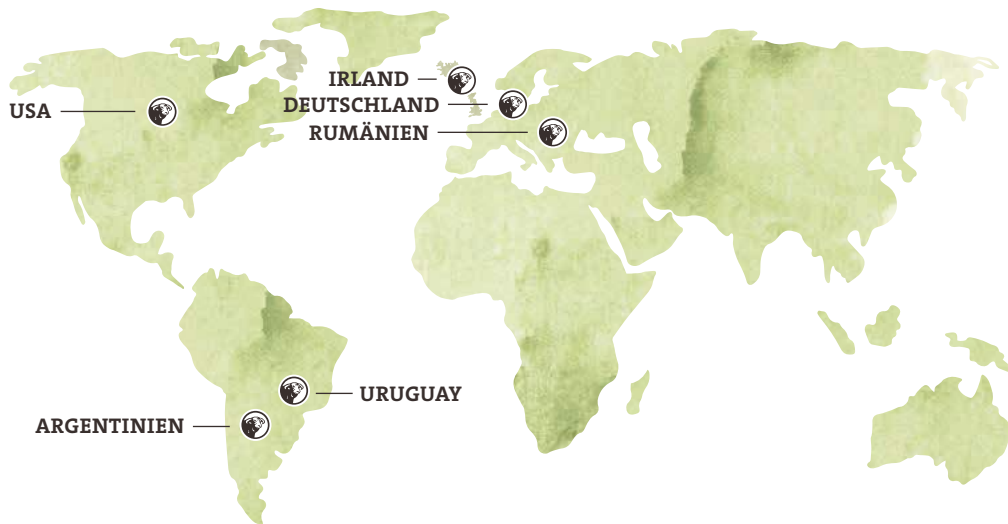 IRLAND
USA
DEUTSCHLAND
RUMÄNIEN
URUGUAY
ARGENTINIEN